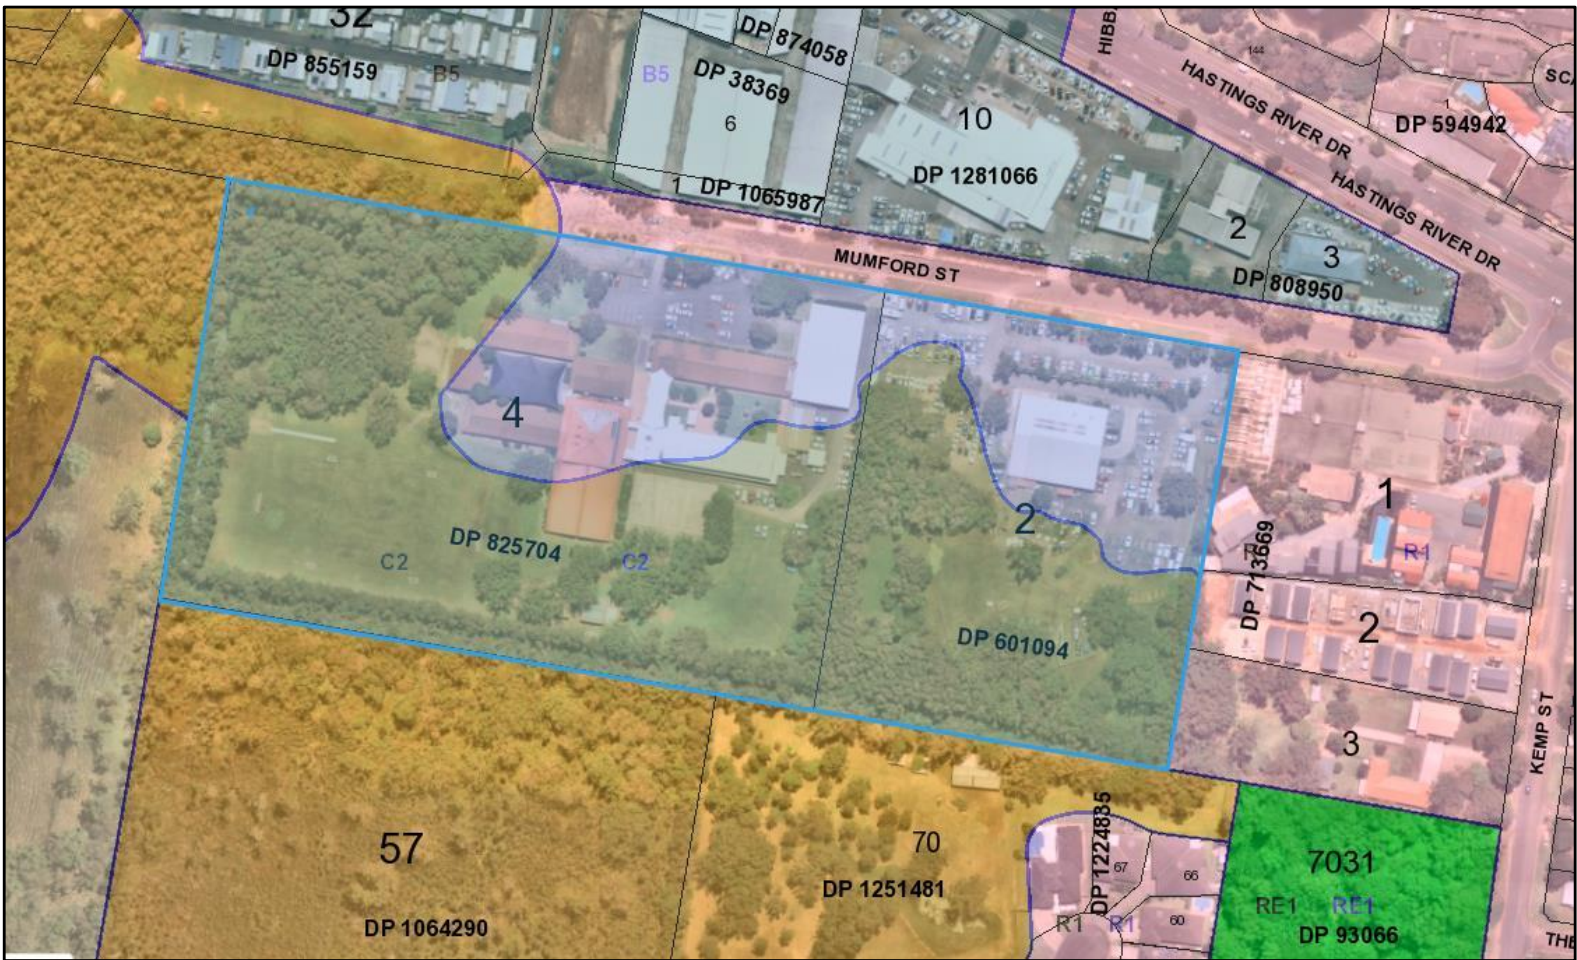 32
DP 855159
B5
B5
DP 874058
DP 38369
6
1
DP 1065987
10
DP 1281066
2
3
DP 808950
HASTINGS RIVER DR
HASTINGS RIVER DR
144
1
DP 594942
MUMFORD ST
4
DP 825704
C2
C2
2
DP 601094
1
R1
DP 713669
2
3
KEMP ST
57
DP 1064290
70
DP 1251481
DP 1224835
67
66
60
R1
R1
7031
RE1
RE1
DP 93066